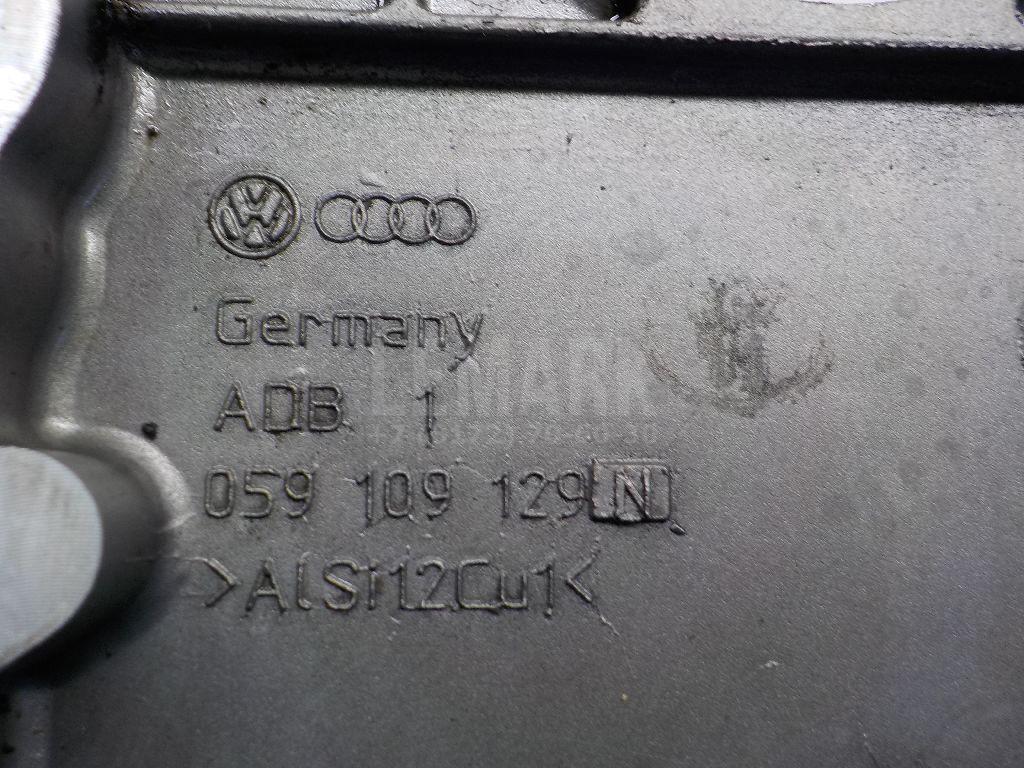 Germany
ADB 1
059 109 129 N
>AlSi12Cu1<